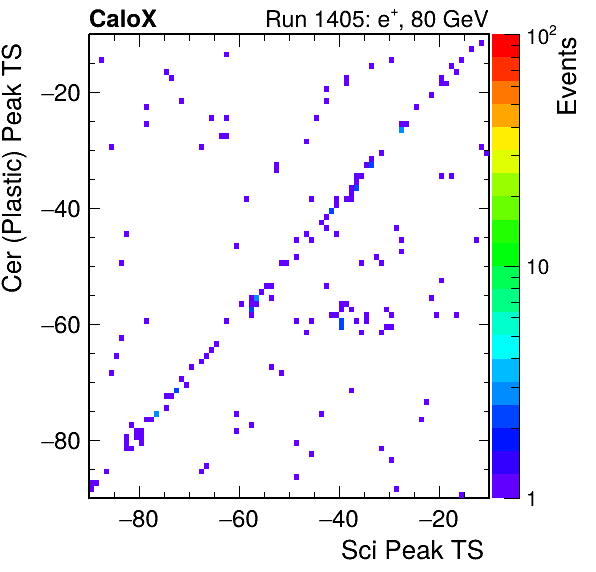 CaloX Run 1405: e⁺, 80 GeV
Cer (Plastic) Peak TS
−20
−40
−60
−80
−80 −60 −40 −20
Sci Peak TS
10²
10
1
Events